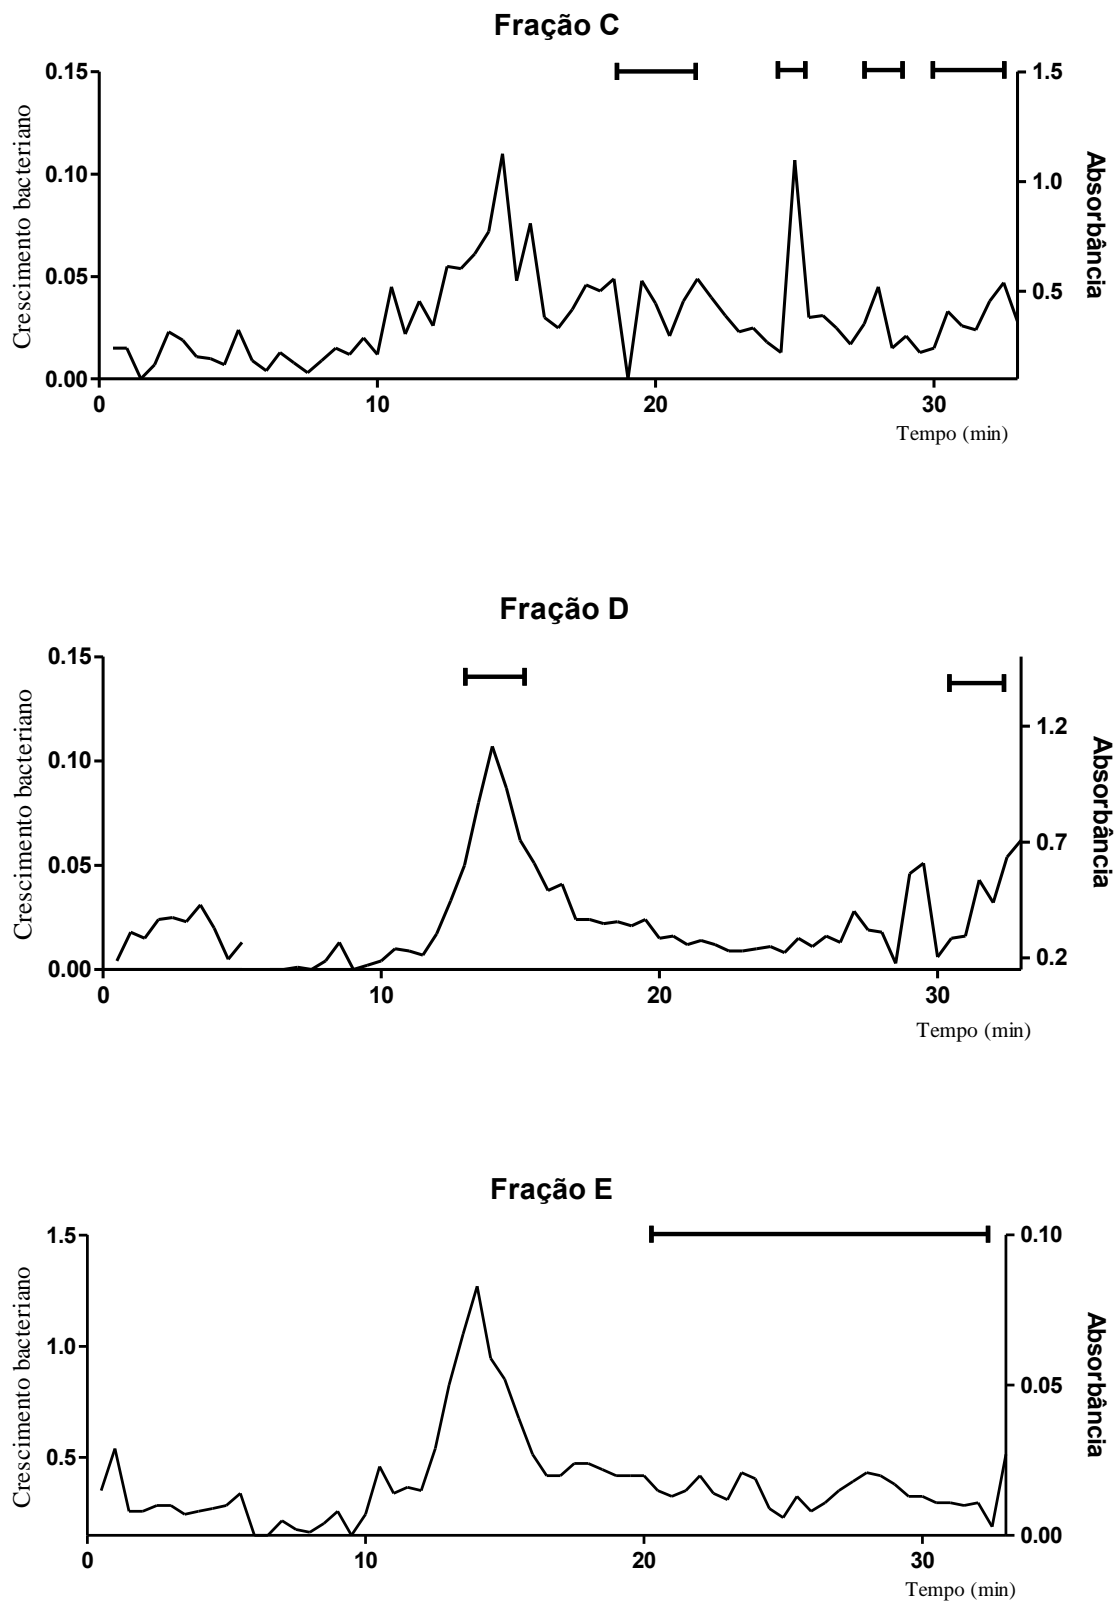 Fração C
Crescimento bacteriano
0.15
0.10
0.05
0.00
0
10
20
30
Tempo (min)
1.5
1.0
0.5
Absorbância
Fração D
Crescimento bacteriano
0.15
0.10
0.05
0.00
0
10
20
30
Tempo (min)
1.2
0.7
0.2
Absorbância
Fração E
Crescimento bacteriano
1.5
1.0
0.5
0
10
20
30
Tempo (min)
0.10
0.05
0.00
Absorbância